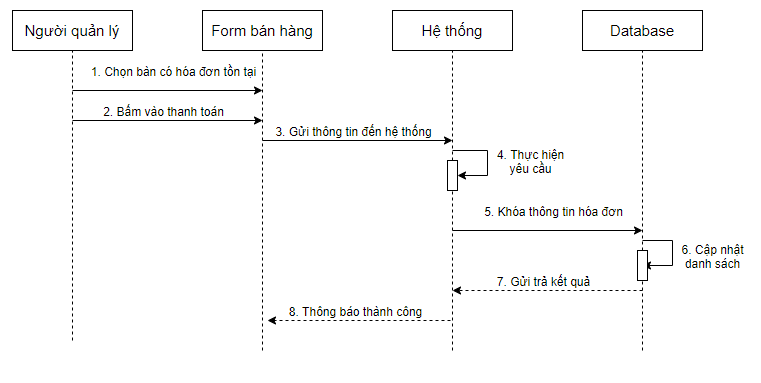 Người quản lý
Form bán hàng
Hệ thống
Database
1. Chọn bàn có hóa đơn tồn tại
2. Bấm vào thanh toán
3. Gửi thông tin đến hệ thống
4. Thực hiện
yêu cầu
5. Khóa thông tin hóa đơn
6. Cập nhật
danh sách
7. Gửi trả kết quả
8. Thông báo thành công